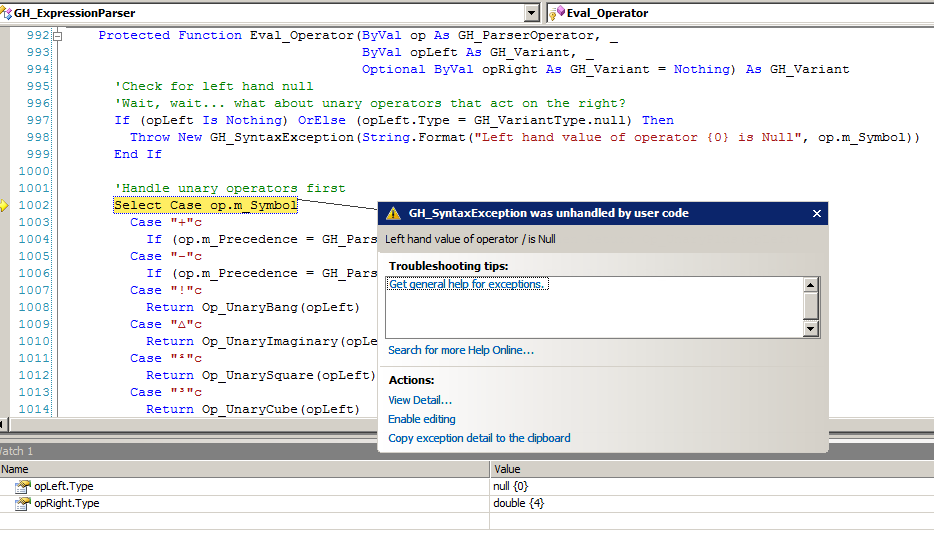 GH_ExpressionParser
Eval_Operator
992 Protected Function Eval_Operator(ByVal op As GH_ParserOperator, _
993 ByVal opLeft As GH_Variant, _
994 Optional ByVal opRight As GH_Variant = Nothing) As GH_Variant
995 'Check for left hand null
996 'Wait, wait... what about unary operators that act on the right?
997 If (opLeft Is Nothing) OrElse (opLeft.Type = GH_VariantType.null) Then
998 Throw New GH_SyntaxException(String.Format("Left hand value of operator {0} is Null", op.m_Symbol))
999 End If
1000
1001 'Handle unary operators first
1002 Select Case op.m_Symbol
1003 Case "+"c
1004 If (op.m_Precedence = GH_Pars
1005 Case "-"c
1006 If (op.m_Precedence = GH_Pars
1007 Case "!"c
1008 Return Op_UnaryBang(opLeft)
1009 Case "△"c
1010 Return Op_UnaryImaginary(opLe
1011 Case "²"c
1012 Return Op_UnarySquare(opLeft)
1013 Case "³"c
1014 Return Op_UnaryCube(opLeft)
GH_SyntaxException was unhandled by user code
Left hand value of operator / is Null
Troubleshooting tips:
Get general help for exceptions.
Search for more Help Online...
Actions:
View Detail...
Enable editing
Copy exception detail to the clipboard
Watch 1
Name Value
opLeft.Type null {0}
opRight.Type double {4}